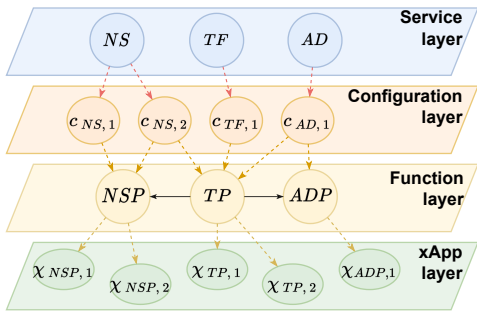 Service
layer
NS TF AD
Configuration
layer
c NS, 1 c NS, 2 c TF, 1 c AD, 1
Function
layer
NSP TP ADP
xApp
layer
χ NSP, 1 χ NSP, 2 χ TP, 1 χ TP, 2 χ ADP,1